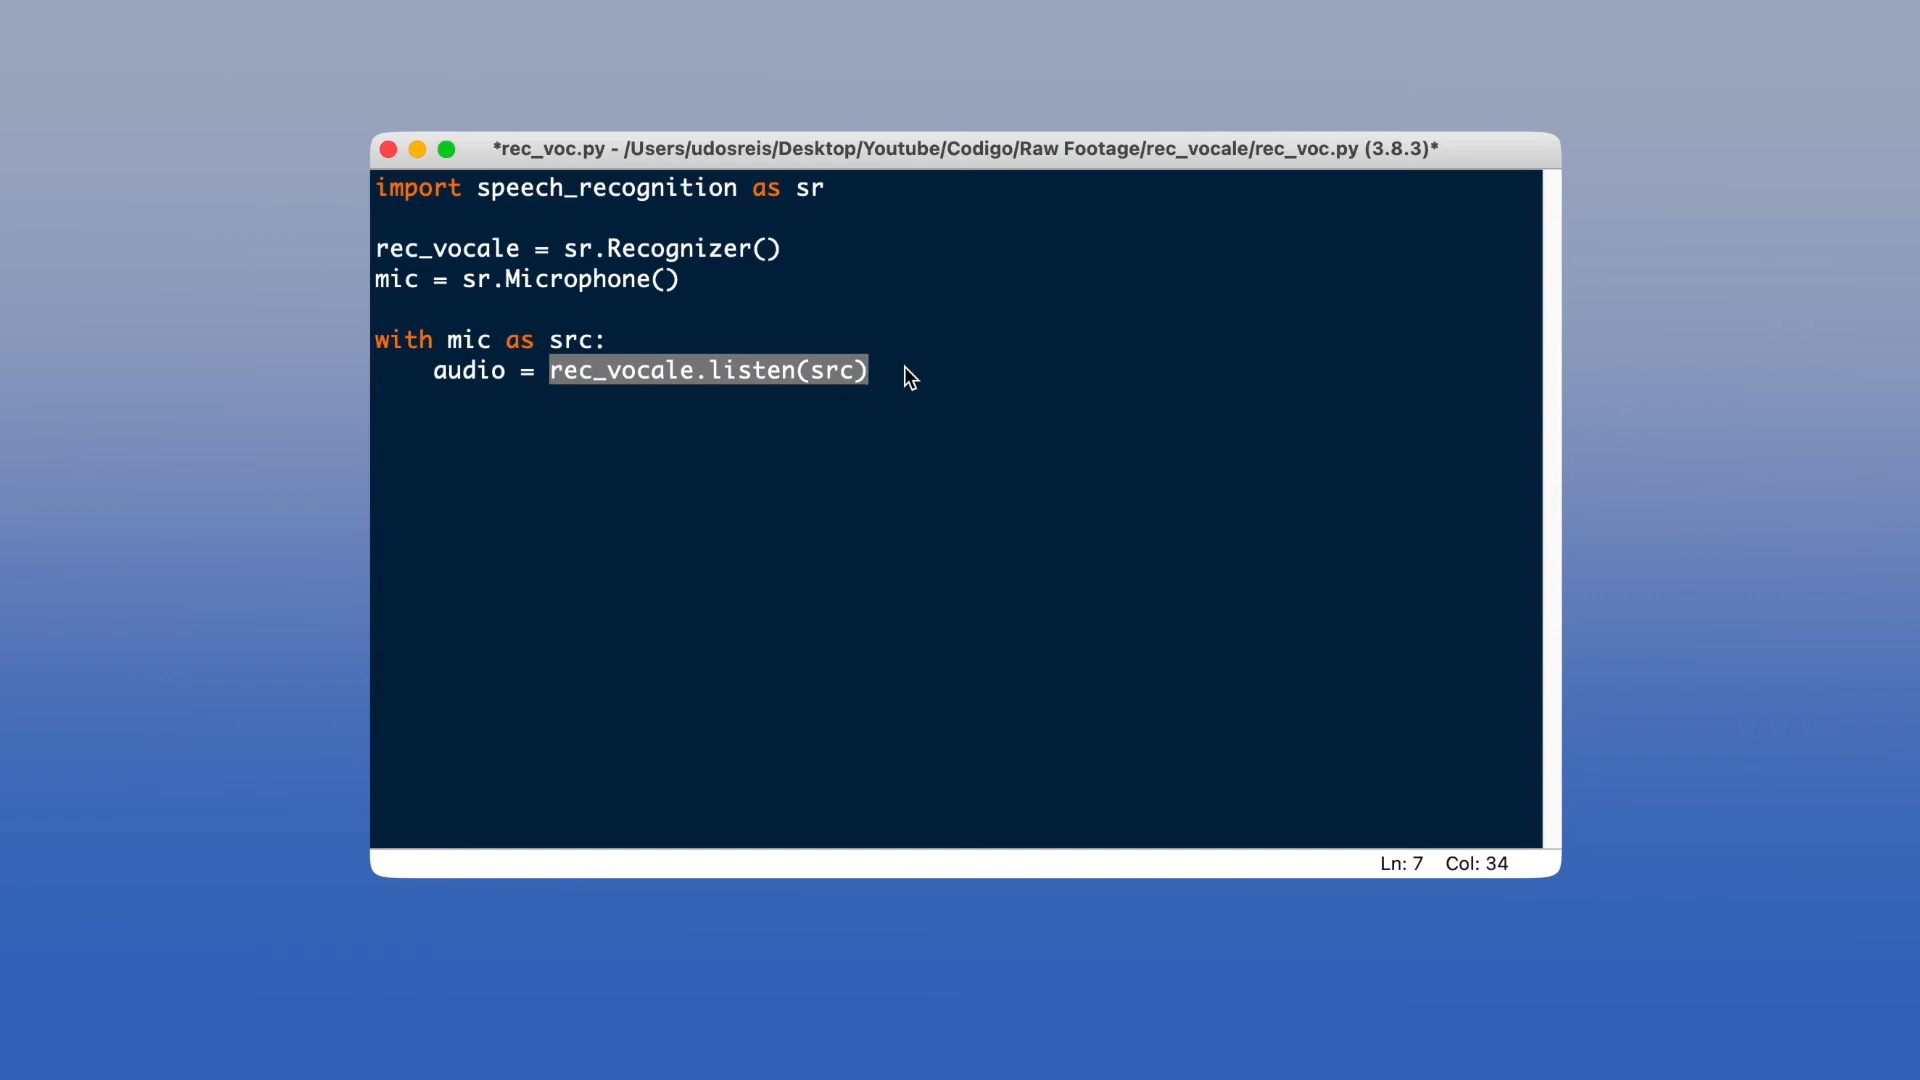 *rec_voc.py - /Users/udosreis/Desktop/Youtube/Codigo/Raw Footage/rec_vocale/rec_voc.py (3.8.3)*
import speech_recognition as sr
rec_vocale = sr.Recognizer()
mic = sr.Microphone()
with mic as src:
    audio = rec_vocale.listen(src)
Ln: 7 Col: 34